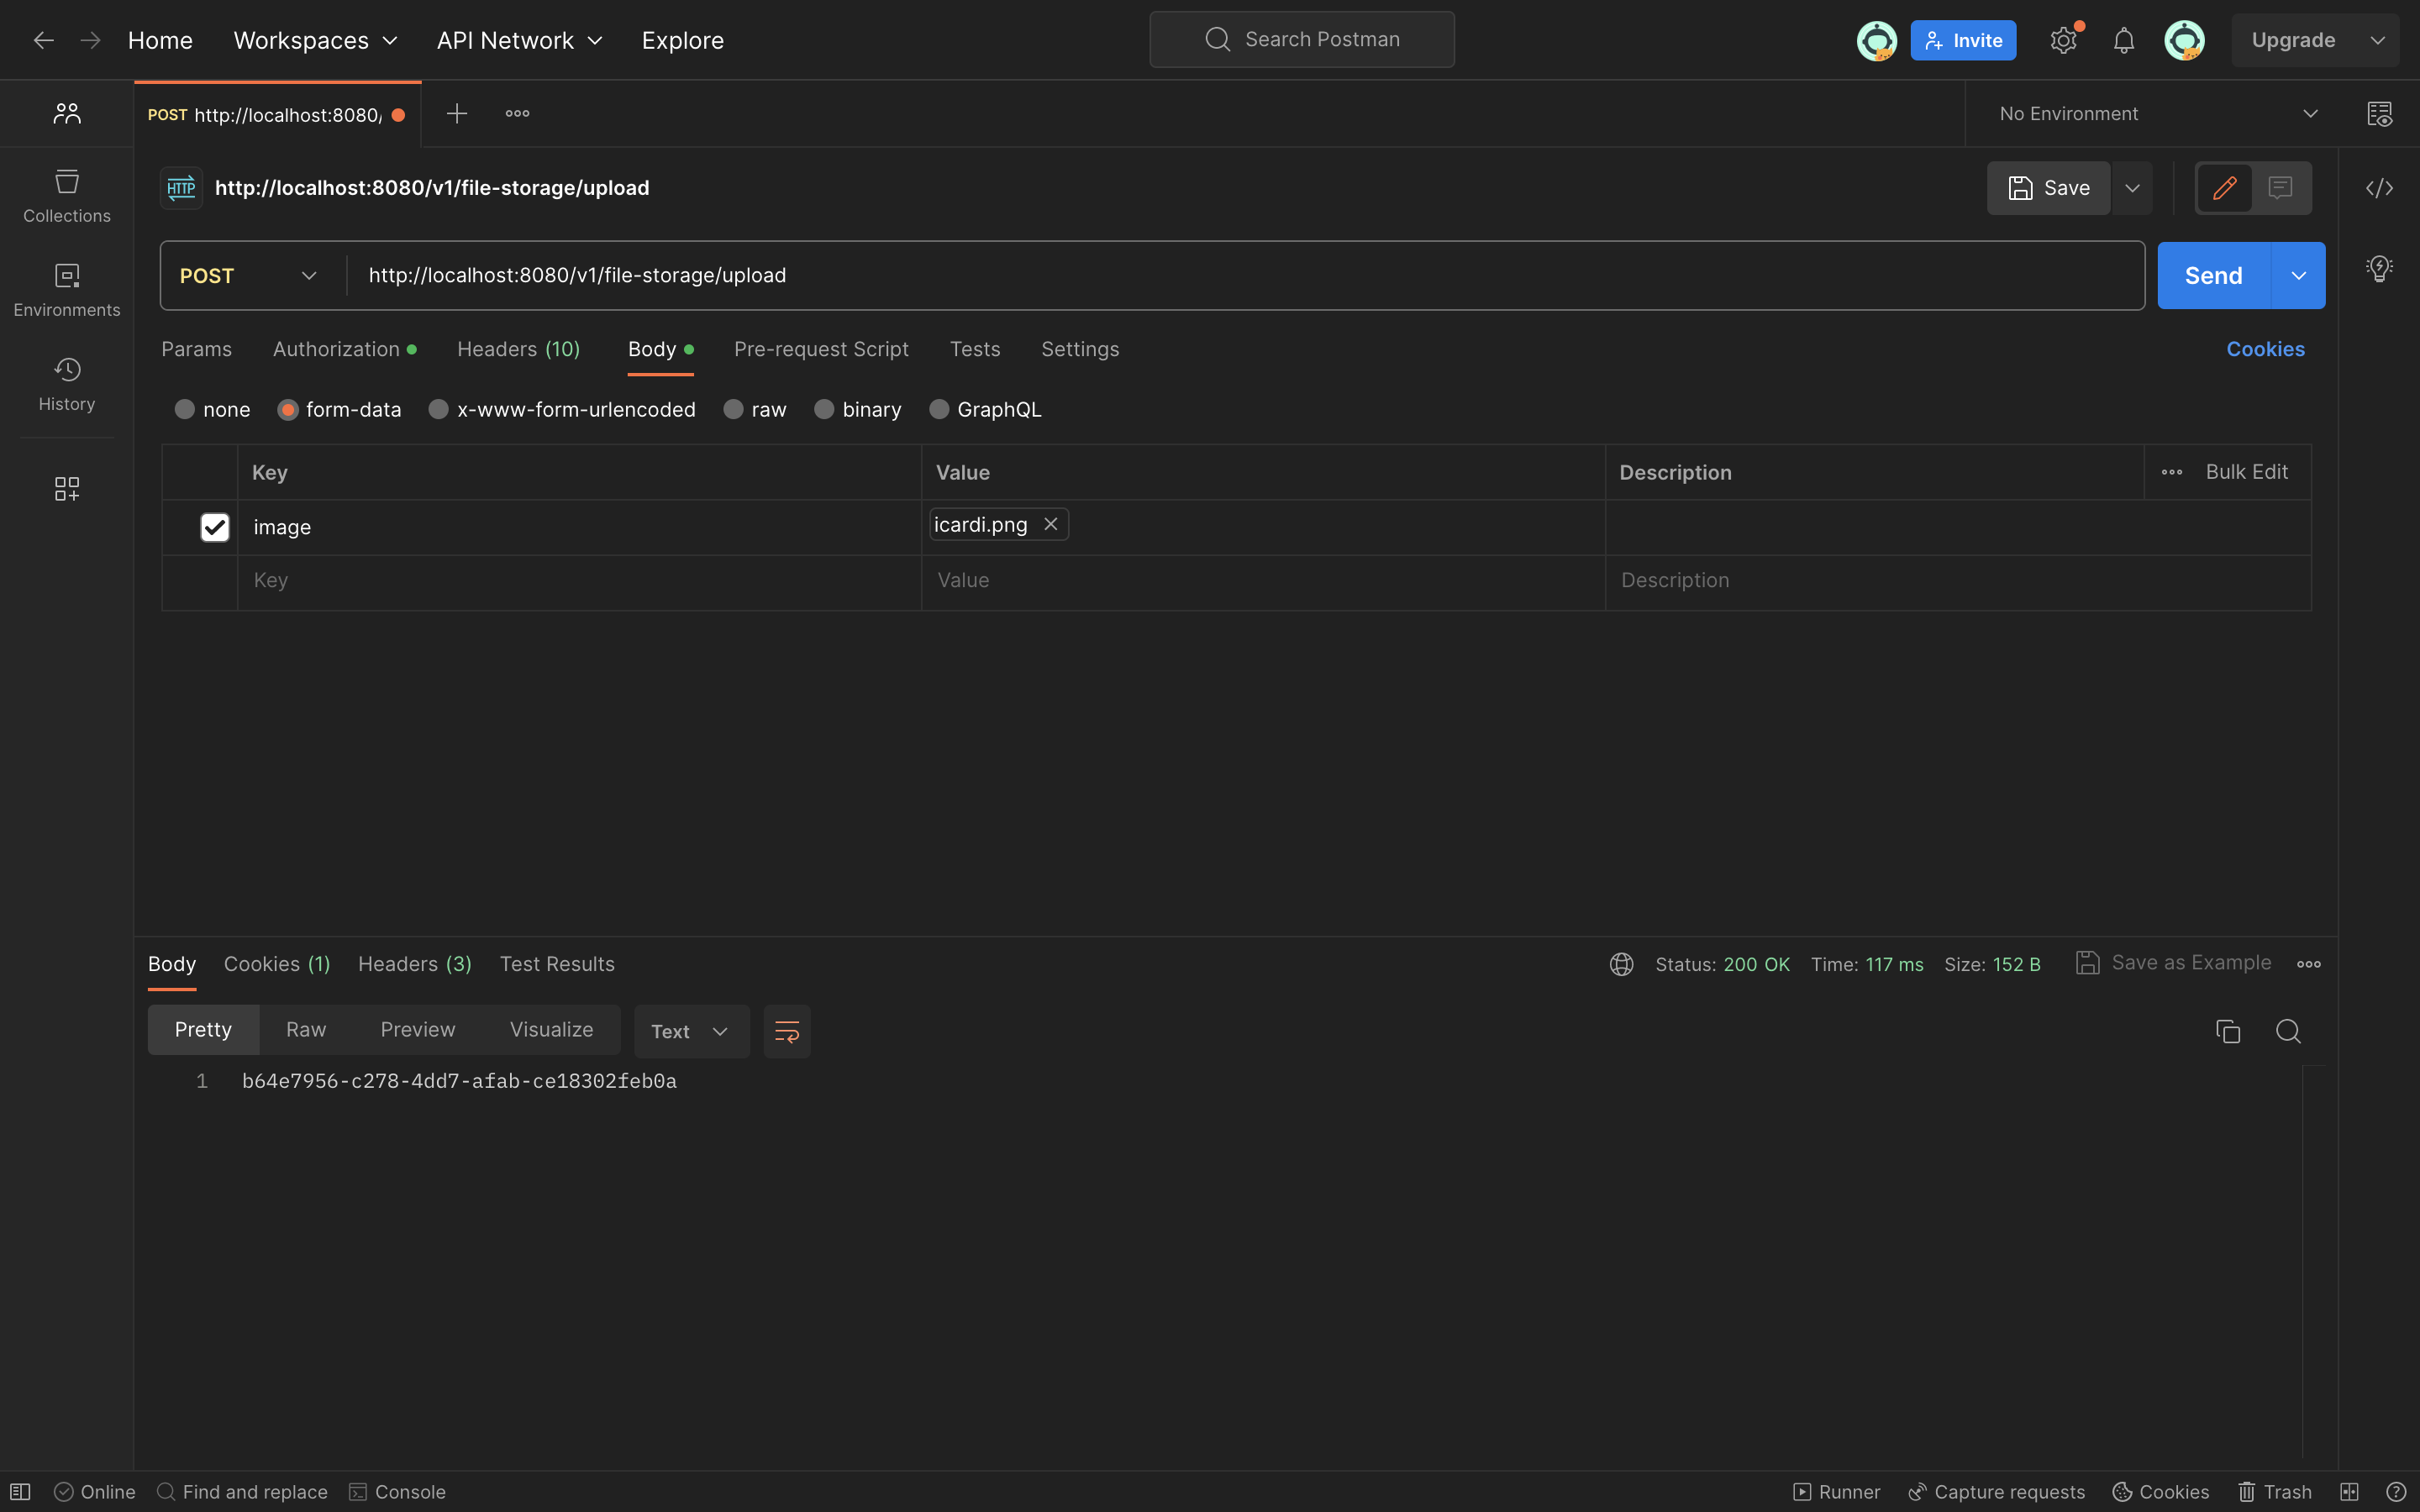 Home Workspaces API Network Explore Search Postman Invite Upgrade
POST http://localhost:8080/ No Environment
HTTP http://localhost:8080/v1/file-storage/upload Save
Collections
Environments
History
POST http://localhost:8080/v1/file-storage/upload Send
Params Authorization Headers (10) Body Pre-request Script Tests Settings Cookies
none form-data x-www-form-urlencoded raw binary GraphQL
Key Value Description Bulk Edit
image icardi.png
Key Value Description
Body Cookies (1) Headers (3) Test Results Status: 200 OK Time: 117 ms Size: 152 B Save as Example
Pretty Raw Preview Visualize Text
1 b64e7956-c278-4dd7-afab-ce18302feb0a
Online Find and replace Console Runner Capture requests Cookies Trash